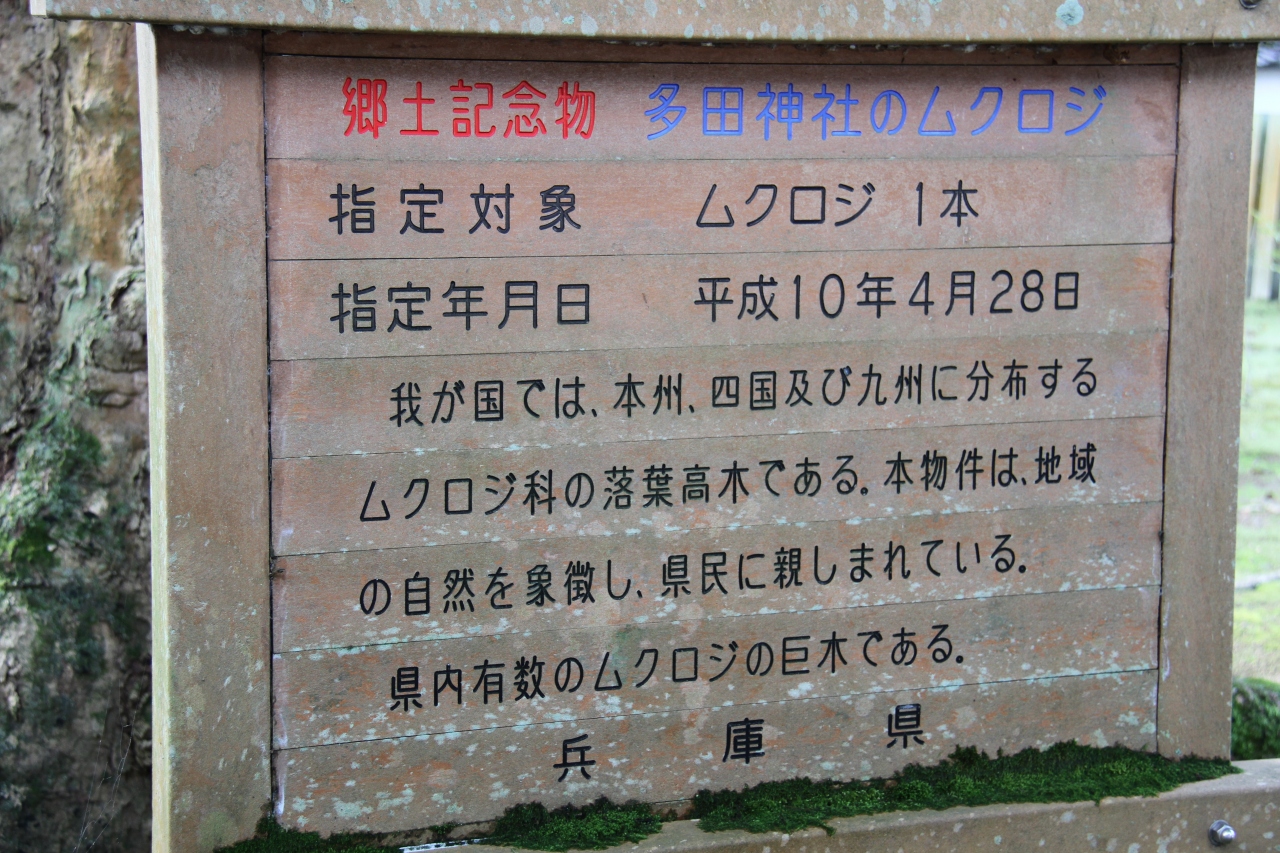 郷土記念物 多田神社のムクロジ
指定対象 ムクロジ 1本
指定年月日 平成10年4月28日
我が国では、本州、四国及び九州に分布する
ムクロジ科の落葉高木である。本物件は、地域
の自然を象徴し、県民に親しまれている。
県内有数のムクロジの巨木である。
兵庫県